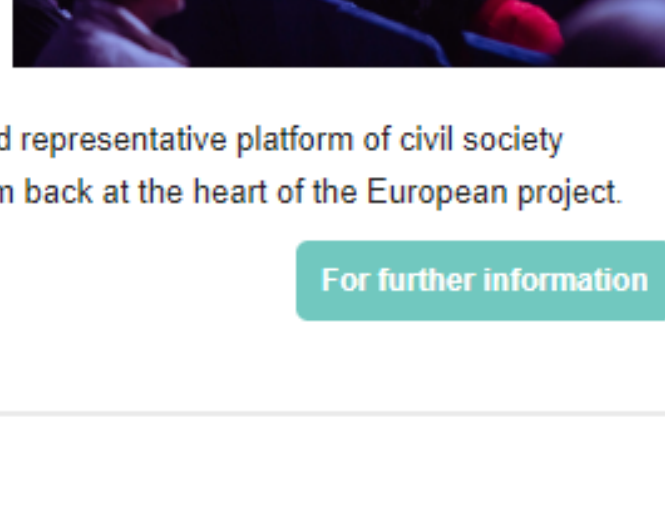 representative platform of civil society
back at the heart of the European project.
For further information